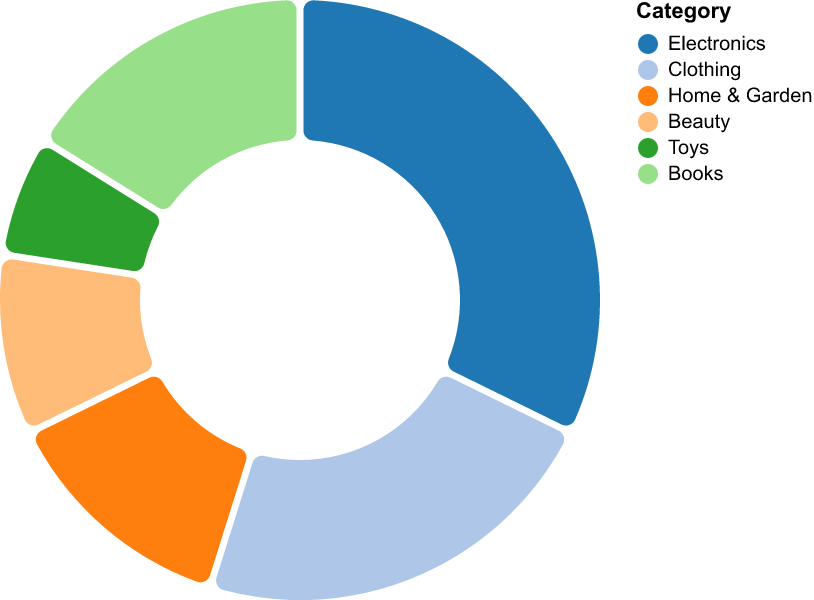 Category
Electronics
Clothing
Home & Garden
Beauty
Toys
Books